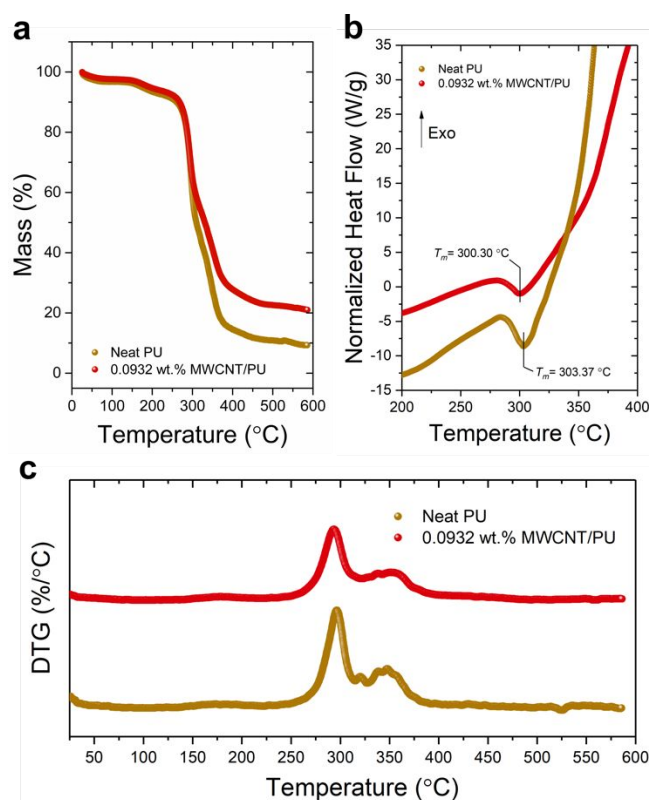 a
Mass (%)
100
80
60
40
20
0
Neat PU
0.0932 wt.% MWCNT/PU
0 100 200 300 400 500 600
Temperature (°C)
b
Normalized Heat Flow (W/g)
35
30
25
20
15
10
5
0
-5
-10
-15
Neat PU
0.0932 wt.% MWCNT/PU
Exo
Tm= 300.30 °C
Tm= 303.37 °C
200 250 300 350 400
Temperature (°C)
c
DTG (%/°C)
Neat PU
0.0932 wt.% MWCNT/PU
50 100 150 200 250 300 350 400 450 500 550 600
Temperature (°C)